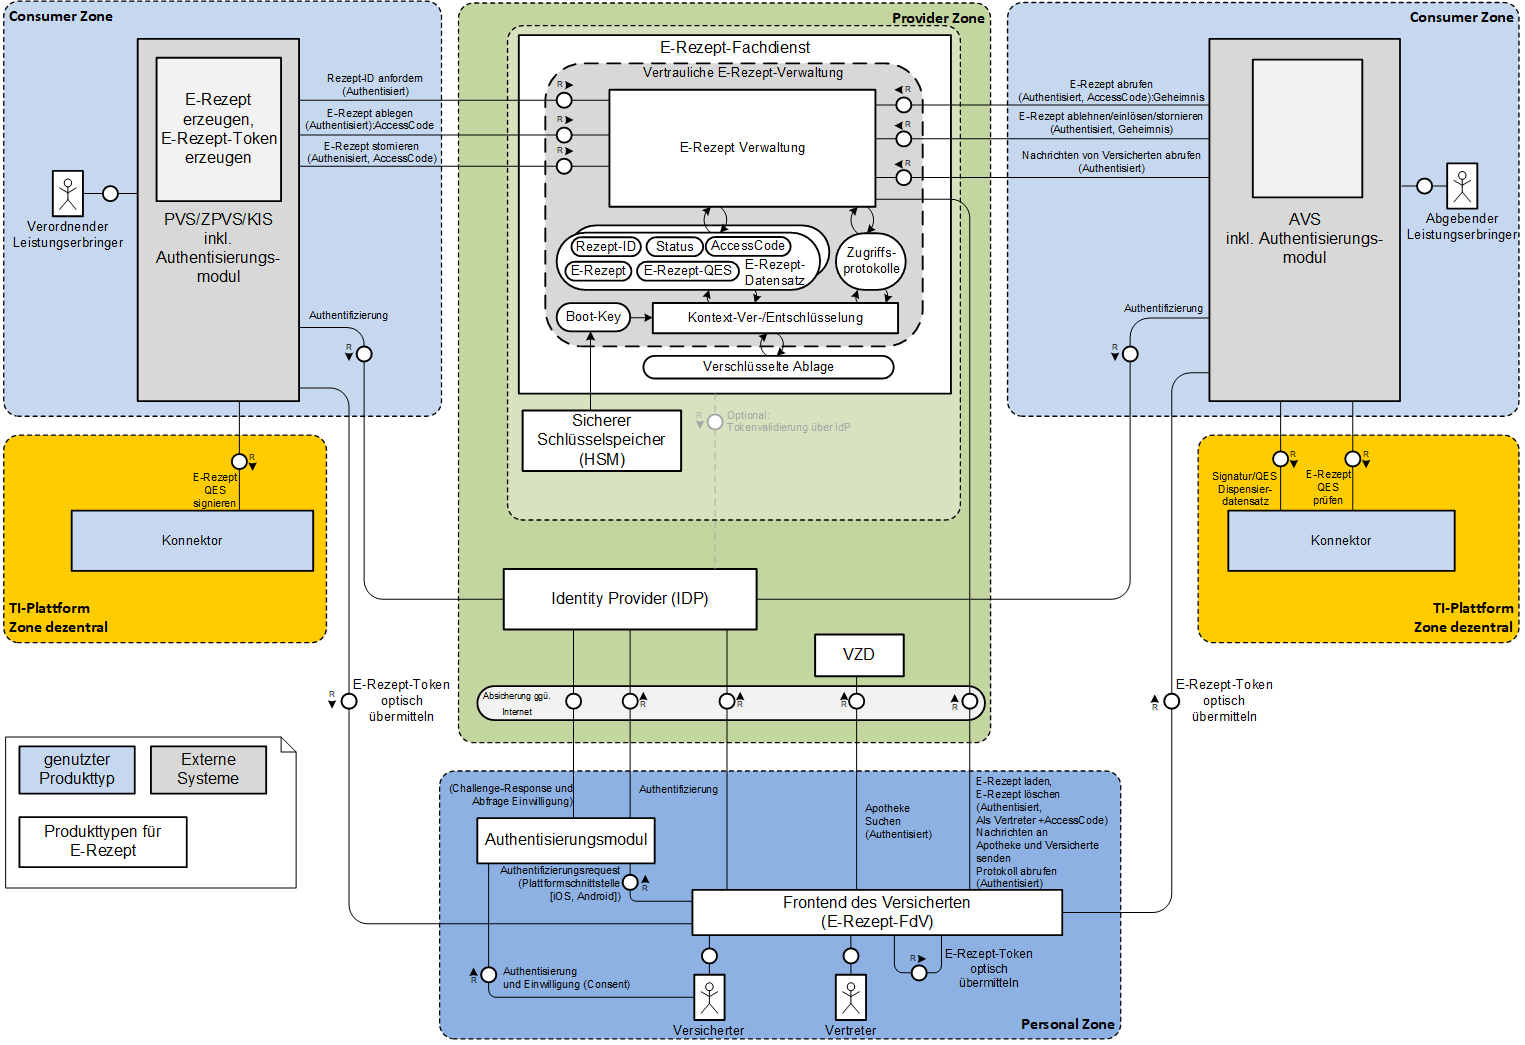 Consumer Zone
E-Rezept
erzeugen,
E-Rezept-Token
erzeugen
PVS/ZPVS/KIS
inkl.
Authentisierungs-
modul
Verordnender
Leistungserbringer
Rezept-ID anfordern
(Authentisiert)
E-Rezept ablegen
(Authentisiert):AccessCode
E-Rezept stornieren
(Authenisiert, AccessCode)
Authentifizierung
R
R
Provider Zone
E-Rezept-Fachdienst
Vertrauliche E-Rezept-Verwaltung
R
R
R
R
R
R
E-Rezept Verwaltung
Rezept-ID
Status
AccessCode
E-Rezept
E-Rezept-QES
E-Rezept-
Datensatz
Zugriffs-
protokolle
Boot-Key
Kontext-Ver-/Entschlüsselung
Verschlüsselte Ablage
Sicherer
Schlüsselspeicher
(HSM)
R
Optional:
Tokenvalidierung über IdP
Identity Provider (IDP)
VZD
Absicherung ggü.
Internet
R
R
R
R
Consumer Zone
E-Rezept abrufen
(Authentisiert, AccessCode):Geheimnis
E-Rezept ablehnen/einlösen/stornieren
(Authentisiert, Geheimnis)
Nachrichten von Versicherten abrufen
(Authentisiert)
AVS
inkl. Authentisierungs-
modul
Abgebender
Leistungserbringer
Authentifizierung
R
E-Rezept
QES
signieren
Konnektor
TI-Plattform
Zone dezentral
R
R
Signatur/QES
Dispensier-
datensatz
E-Rezept
QES
prüfen
Konnektor
TI-Plattform
Zone dezentral
R
E-Rezept-Token
optisch
übermitteln
R
E-Rezept-Token
optisch
übermitteln
genutzter
Produkttyp
Externe
Systeme
Produkttypen für
E-Rezept
(Challenge-Response und
Abfrage Einwilligung)
Authentifizierung
Authentisierungsmodul
Authentifizierungsrequest
(Plattformschnittstelle
[iOS, Android])
R
Apotheke
Suchen
(Authentisiert)
E-Rezept laden,
E-Rezept löschen
(Authentisiert,
Als Vertreter +AccessCode)
Nachrichten an
Apotheke und Versicherte
senden
Protokoll abrufen
(Authentisiert)
Frontend des Versicherten
(E-Rezept-FdV)
R
Authentisierung
und Einwilligung (Consent)
R
E-Rezept-Token
optisch
übermitteln
Versicherter
Vertreter
Personal Zone